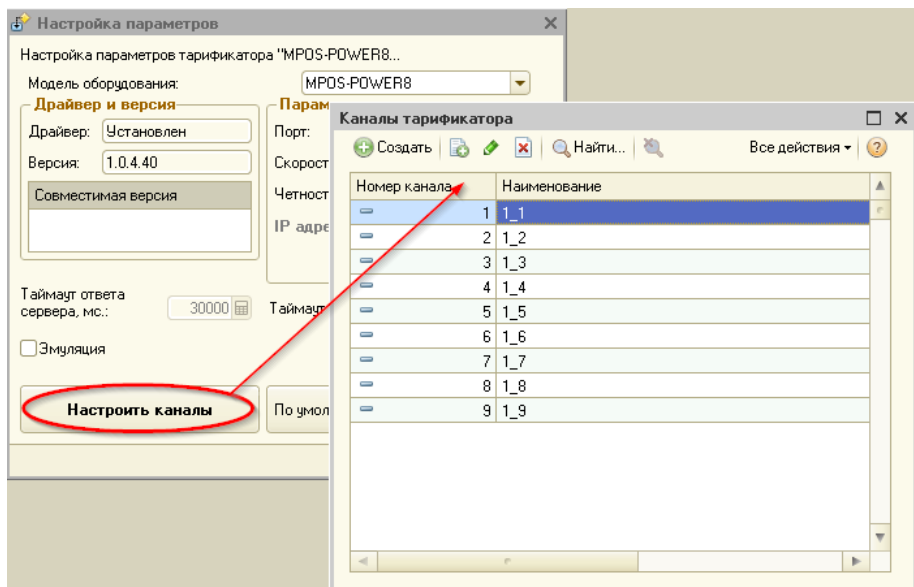 Настройка параметров
Настройка параметров тарификатора "MPOS-POWER8...
Модель оборудования: MPOS-POWER8
Драйвер и версия
Драйвер: Установлен
Версия: 1.0.4.40
Совместимая версия
Парам
Порт:
Скорост
Четност
IP адре
Таймаут ответа
сервера, мс.: 30000
Таймаут
Эмуляция
Настроить каналы
По умол
Каналы тарификатора
Создать Найти... Все действия
Номер канала Наименование
1 1_1
2 1_2
3 1_3
4 1_4
5 1_5
6 1_6
7 1_7
8 1_8
9 1_9